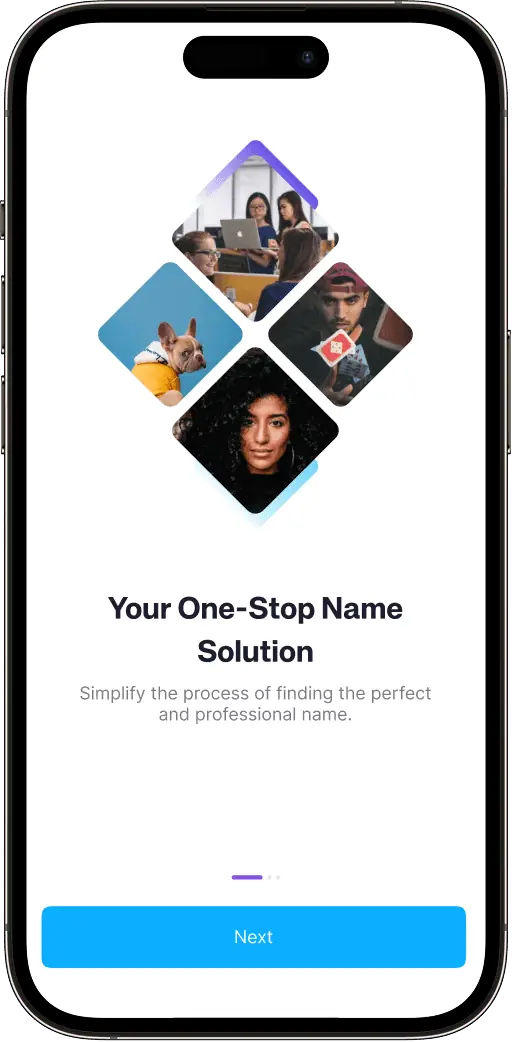 Your One-Stop Name
Solution
Simplify the process of finding the perfect
and professional name.
Next